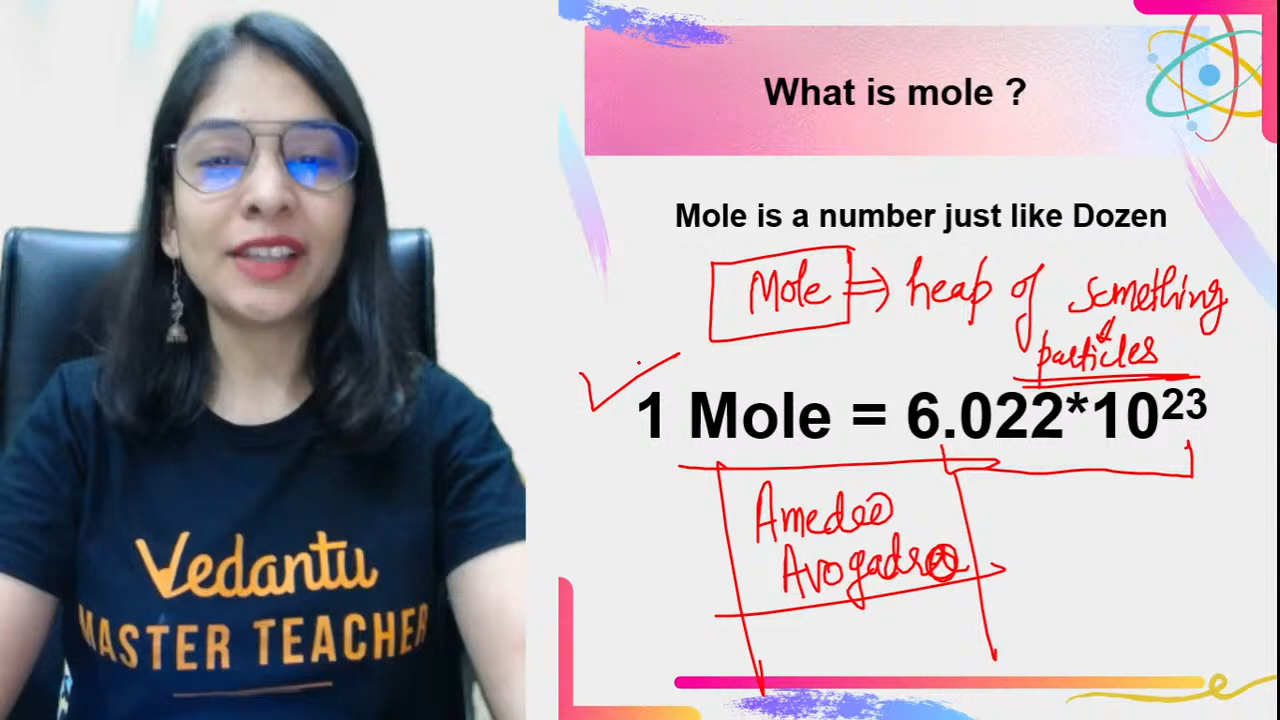 Vedantu
MASTER TEACHER
What is mole ?
Mole is a number just like Dozen
Mole ⇒ heap of something
particles
1 Mole = 6.022*10²³
Amedeo
Avogadro